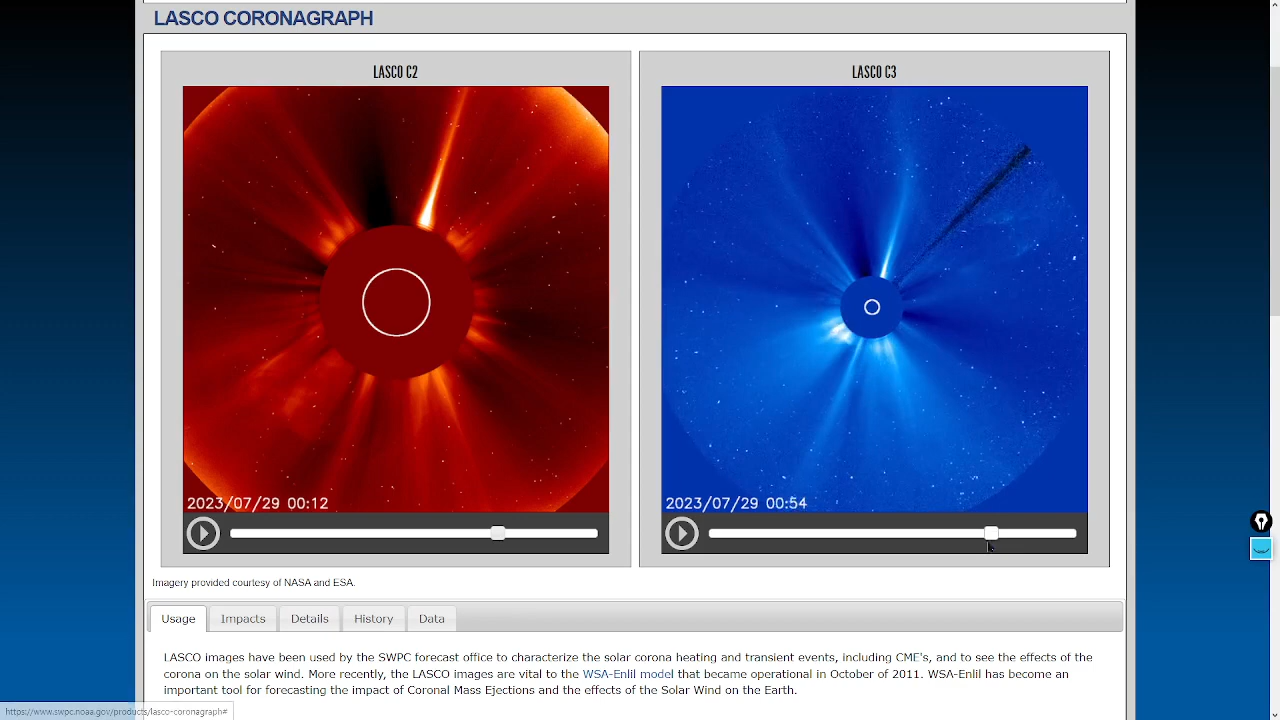 LASCO CORONAGRAPH
LASCO C2
LASCO C3
2023/07/29 00:12
2023/07/29 00:54
Imagery provided courtesy of NASA and ESA.
Usage Impacts Details History Data
LASCO images have been used by the SWPC forecast office to characterize the solar corona heating and transient events, including CME's, and to see the effects of the
corona on the solar wind. More recently, the LASCO images are vital to the WSA-Enlil model that became operational in October of 2011. WSA-Enlil has become an
important tool for forecasting the impact of Coronal Mass Ejections and the effects of the Solar Wind on the Earth.
https://www.swpc.noaa.gov/products/lasco-coronagraph#